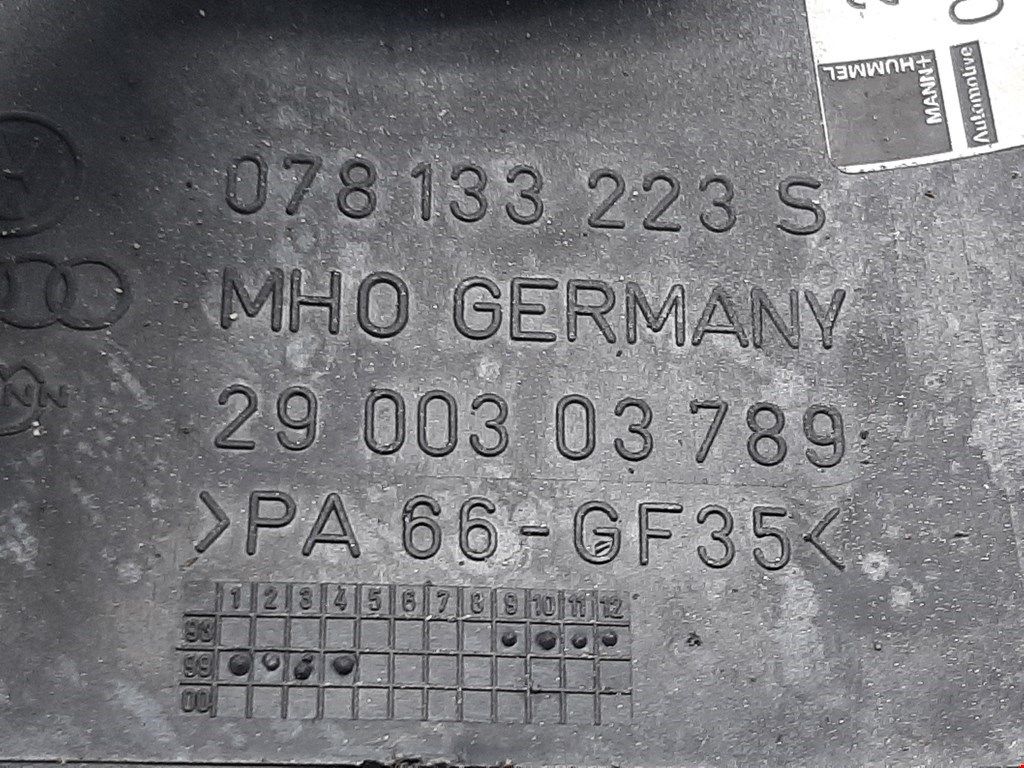 +HUMMEL
MANN
Automotive
078 133 223 S
MHO GERMANY
29 003 03 789
>PA 66-GF35<
1 2 3 4 5 6 7 8 9 10 11 12
99
00